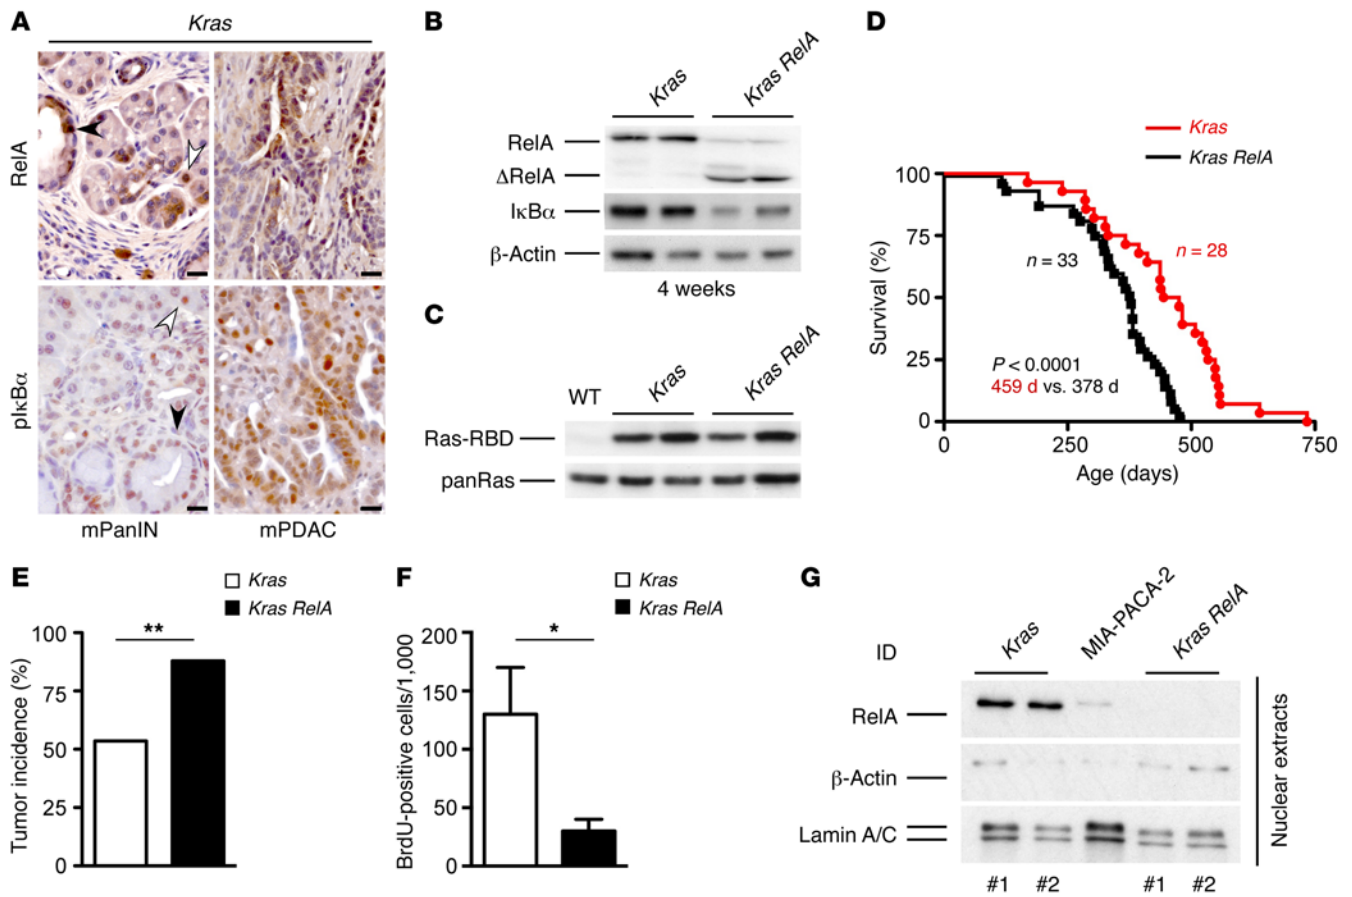 A
Kras
RelA
pIκBα
mPanIN
mPDAC
B
Kras
Kras RelA
RelA
ΔRelA
IκBα
β-Actin
4 weeks
C
WT
Kras
Kras RelA
Ras-RBD
panRas
D
Kras
Kras RelA
Survival (%)
100
75
50
25
0
n = 33
n = 28
P < 0.0001
459 d vs. 378 d
0
250
500
750
Age (days)
E
Kras
Kras RelA
Tumor incidence (%)
100
75
50
25
0
**
F
Kras
Kras RelA
BrdU-positive cells/1,000
200
150
100
50
0
*
G
ID
Kras
MIA-PACA-2
Kras RelA
RelA
β-Actin
Lamin A/C
Nuclear extracts
#1
#2
#1
#2